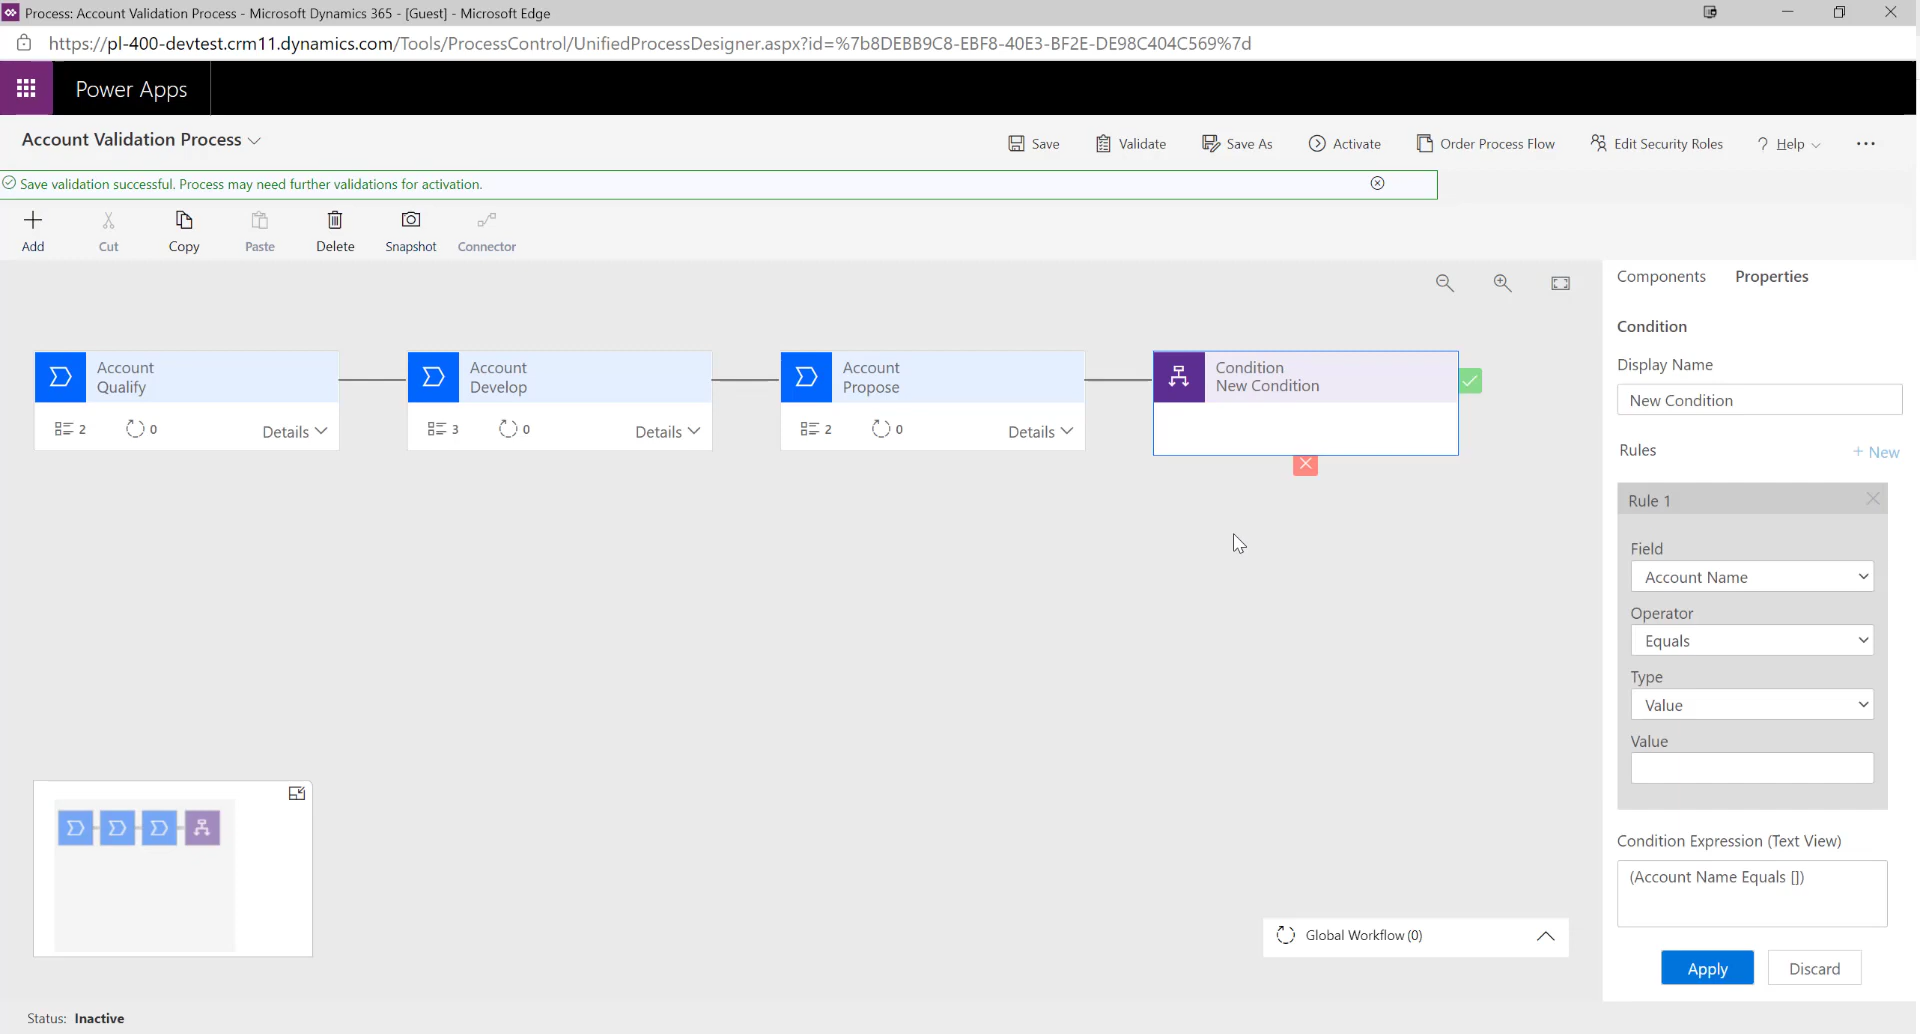 Process: Account Validation Process - Microsoft Dynamics 365 - [Guest] - Microsoft Edge
https://pl-400-devtest.crm11.dynamics.com/Tools/ProcessControl/UnifiedProcessDesigner.aspx?id=%7b8DEBB9C8-EBF8-40E3-BF2E-DE98C404C569%7d
Power Apps
Account Validation Process
Save Validate Save As Activate Order Process Flow Edit Security Roles ? Help ...
Save validation successful. Process may need further validations for activation.
Add Cut Copy Paste Delete Snapshot Connector
Components Properties
Account
Qualify
2 0 Details
Account
Develop
3 0 Details
Account
Propose
2 0 Details
Condition
New Condition
Condition
Display Name
New Condition
Rules + New
Rule 1
Field
Account Name
Operator
Equals
Type
Value
Value
Condition Expression (Text View)
(Account Name Equals [])
Apply Discard
Global Workflow (0)
Status: Inactive